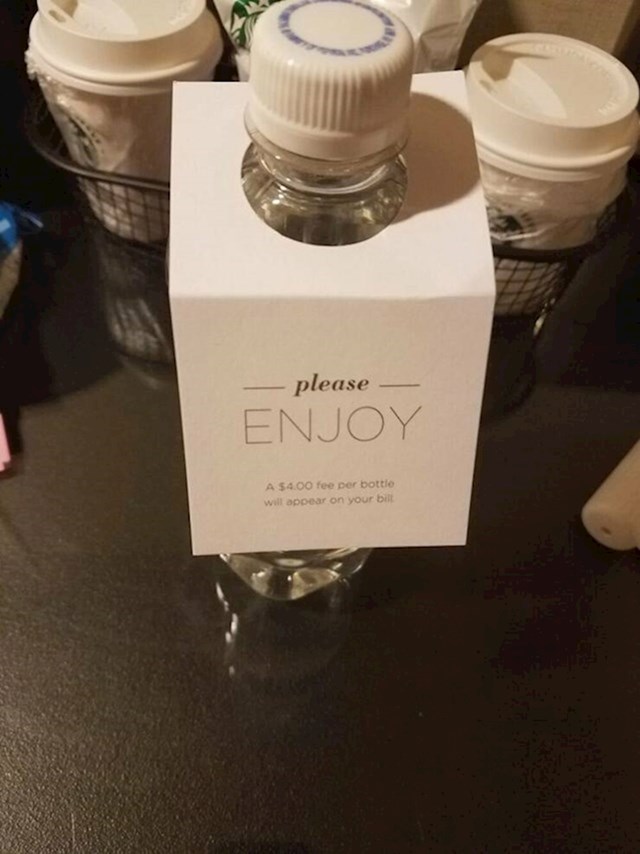 please
ENJOY
A $4.00 fee per bottle
will appear on your bill